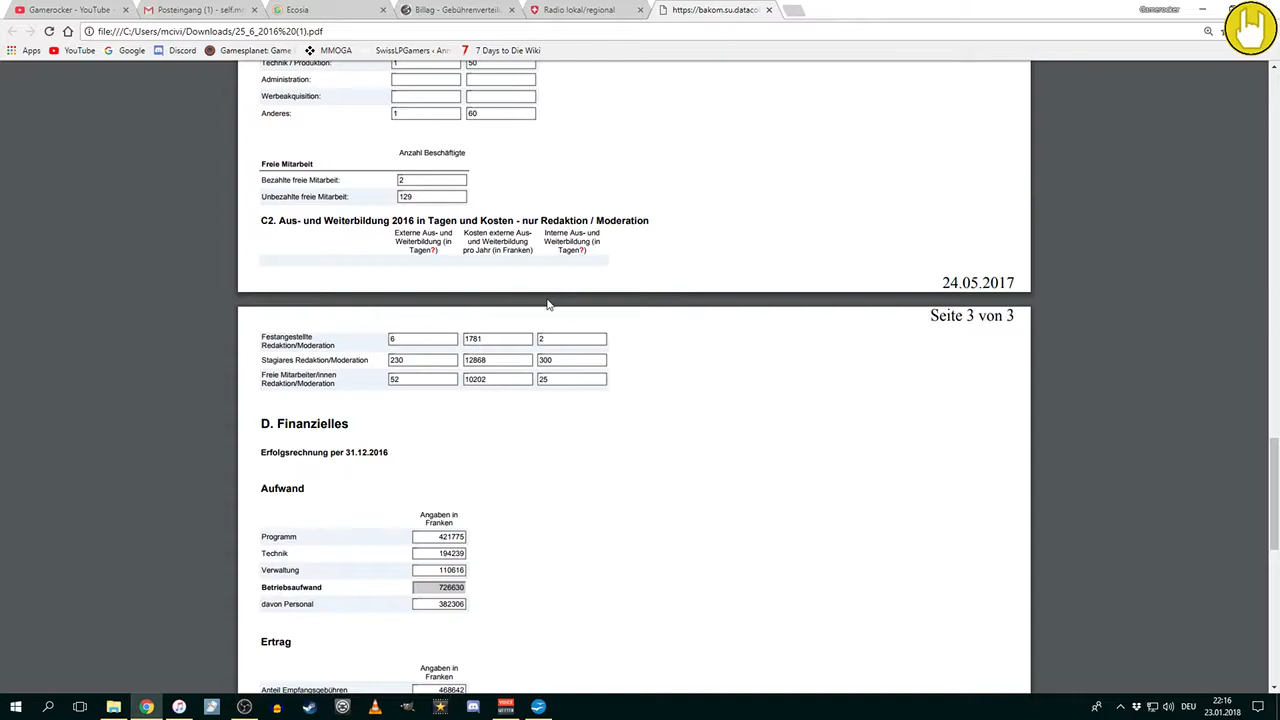 Gamerocker - YouTube
Posteingang (1) - self.m
Ecosia
Billag - Gebührenverteil
Radio lokal/regional
https://bakom.su.dataco
Gamerocker
file:///C:/Users/mcivi/Downloads/25_6_2016%20(1).pdf
Apps
YouTube
Google
Discord
Gamesplanet: Game
MMOGA
SwissLPGamers - Ann
7 Days to Die Wiki
Technik / Produktion: 1 50
Administration:
Werbeakquisition:
Anderes: 1 60
Anzahl Beschäftigte
Freie Mitarbeit
Bezahlte freie Mitarbeit: 2
Unbezahlte freie Mitarbeit: 129
C2. Aus- und Weiterbildung 2016 in Tagen und Kosten - nur Redaktion / Moderation
Externe Aus- und Weiterbildung (in Tagen?)
Kosten externe Aus- und Weiterbildung pro Jahr (in Franken)
Interne Aus- und Weiterbildung (in Tagen?)
24.05.2017
Seite 3 von 3
Festangestellte Redaktion/Moderation 6 1781 2
Stagiares Redaktion/Moderation 230 12868 300
Freie Mitarbeiter/innen Redaktion/Moderation 52 10202 25
D. Finanzielles
Erfolgsrechnung per 31.12.2016
Aufwand
Angaben in Franken
Programm 421775
Technik 194239
Verwaltung 110616
Betriebsaufwand 726630
davon Personal 382306
Ertrag
Angaben in Franken
Anteil Empfangsgebühren 468642
DEU
22:16
23.01.2018